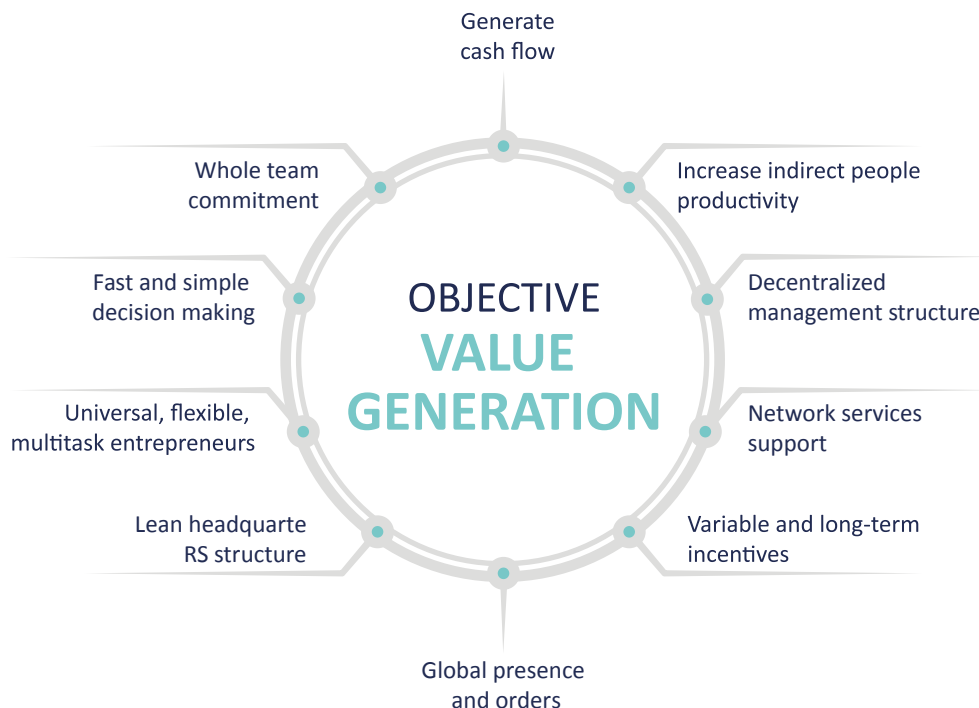 Generate
cash flow
Whole team
commitment
Increase indirect people
productivity
Fast and simple
decision making
OBJECTIVE
VALUE
GENERATION
Decentralized
management structure
Universal, flexible,
multitask entrepreneurs
Network services
support
Lean headquarte
RS structure
Variable and long-term
incentives
Global presence
and orders